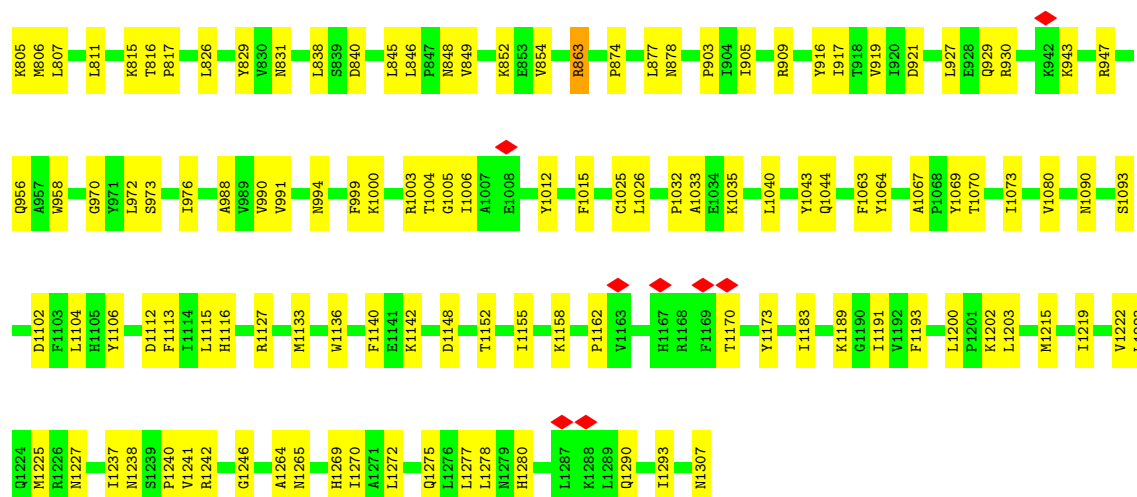 K805 M806 L807 L811 K815 T816 P817 L826 Y829 V830 N831 L838 S839 D840 L845 L846 P847 N848 V849 K852 E853 V854 R863 P874 L877 N878 P903 I904 I905 R909 Y916 I917 T918 V919 I920 D921 L927 E928 Q929 R930 K942 K943 R947
Q956 A957 W958 G970 Y971 L972 S973 I976 A988 V989 V990 V991 N994 F999 K1000 R1003 T1004 G1005 I1006 A1007 E1008 Y1012 F1015 C1025 L1026 P1032 A1033 E1034 K1035 L1040 Y1043 Q1044 F1063 Y1064 A1067 P1068 Y1069 T1070 I1073 V1080 N1090 S1093
D1102 F1103 L1104 H1105 Y1106 D1112 F1113 I1114 L1115 H1116 R1127 M1133 W1136 F1140 E1141 K1142 D1148 T1152 I1155 K1158 P1162 V1163 H1167 R1168 F1169 T1170 Y1173 I1183 K1189 G1190 I1191 V1192 F1193 L1200 P1201 K1202 L1203 M1215 I1219 V1222
Q1224 M1225 R1226 N1227 I1237 N1238 S1239 P1240 V1241 R1242 G1246 A1264 N1265 H1269 I1270 A1271 L1272 Q1275 L1276 L1277 L1278 N1279 H1280 L1287 K1288 L1289 Q1290 I1293 N1307